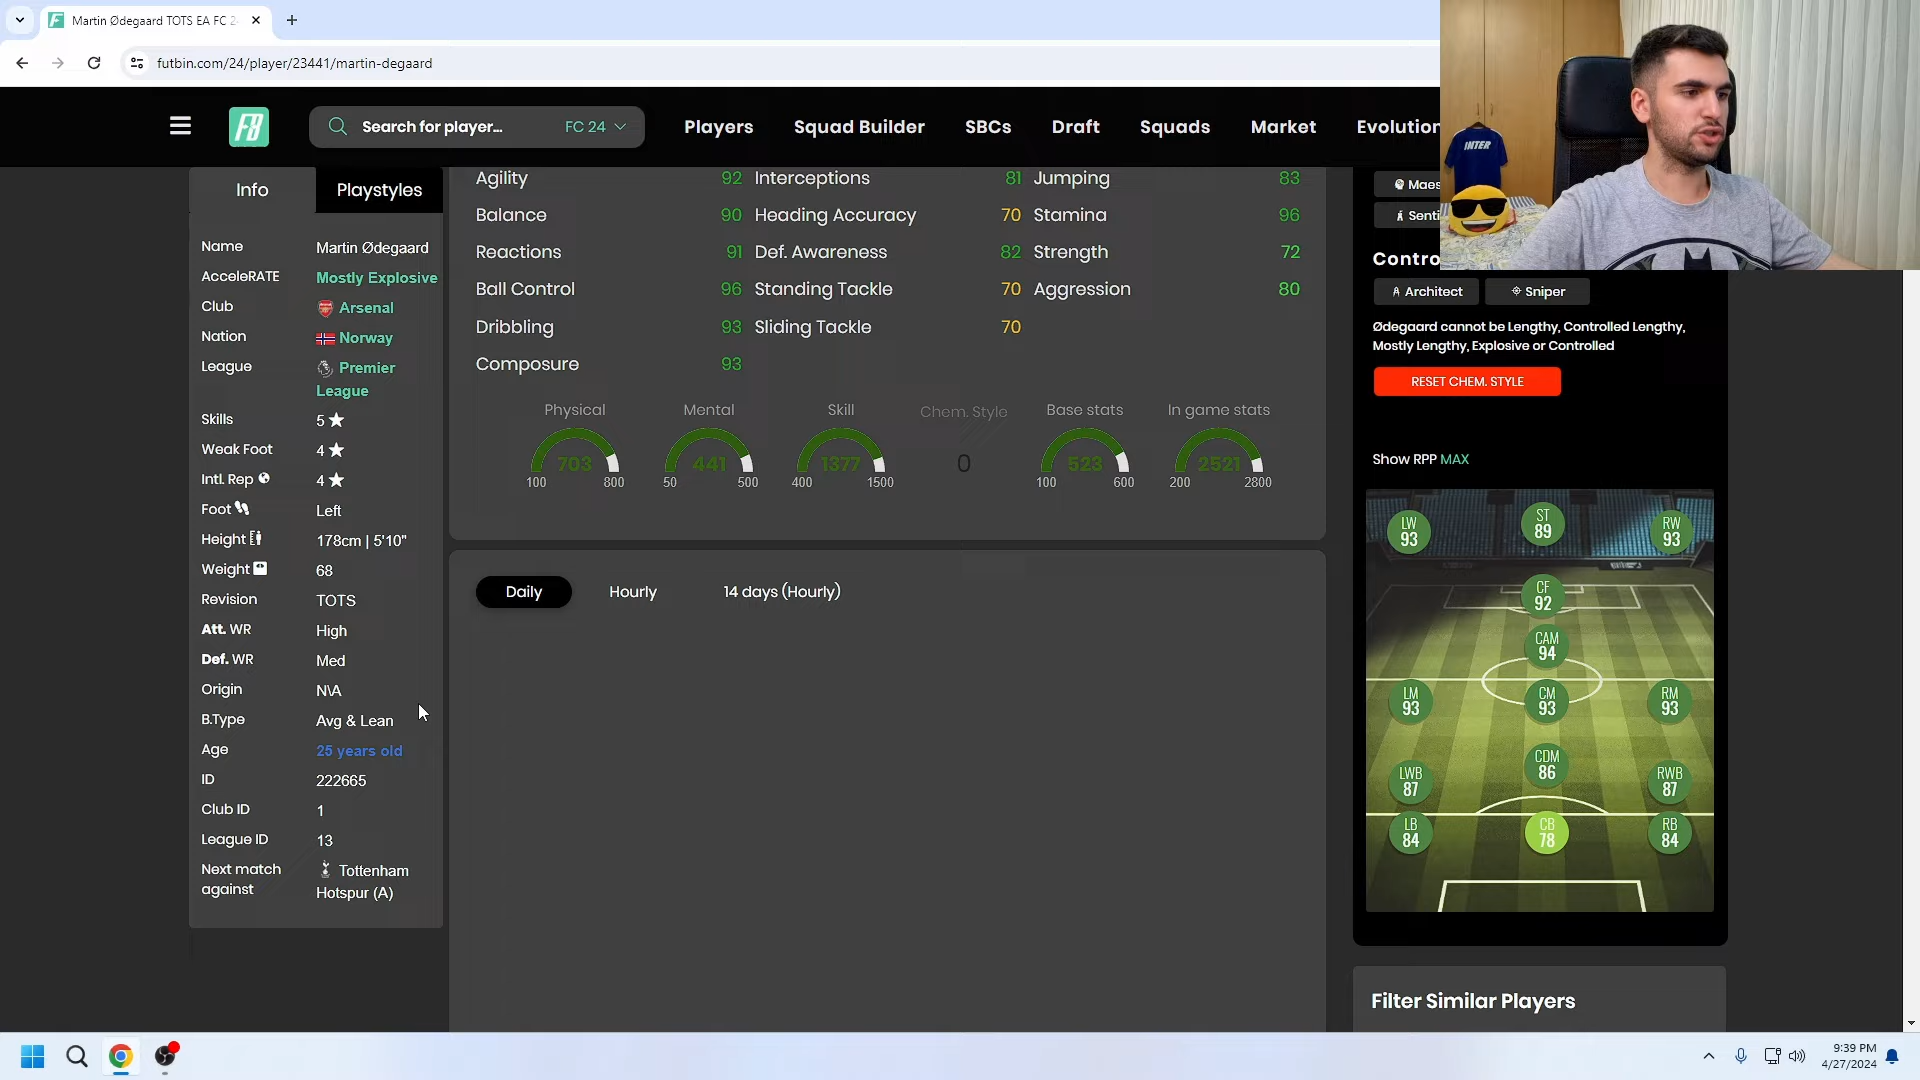 Martin Ødegaard TOTS EA FC 2
futbin.com/24/player/23441/martin-degaard
Search for player...
FC 24
Players
Squad Builder
SBCs
Draft
Squads
Market
Evolution
INTER
Info
Playstyles
Name Martin Ødegaard
AcceleRATE Mostly Explosive
Club Arsenal
Nation Norway
League Premier
League
Skills 5
Weak Foot 4
Intl. Rep 4
Foot Left
Height 178cm | 5'10"
Weight 68
Revision TOTS
Att. WR High
Def. WR Med
Origin N\A
B.Type Avg & Lean
Age 25 years old
ID 222665
Club ID 1
League ID 13
Next match Tottenham
against Hotspur (A)
Agility 92 Interceptions 81 Jumping 83
Balance 90 Heading Accuracy 70 Stamina 96
Reactions 91 Def. Awareness 82 Strength 72
Ball Control 96 Standing Tackle 70 Aggression 80
Dribbling 93 Sliding Tackle 70
Composure 93
Physical Mental Skill Chem. Style Base stats In game stats
703 441 1377 0 523 2521
100 800 50 500 400 1500 100 600 200 2800
Daily
Hourly
14 days (Hourly)
Maes
Senti
Contro
Architect
Sniper
Ødegaard cannot be Lengthy, Controlled Lengthy,
Mostly Lengthy, Explosive or Controlled
RESET CHEM. STYLE
Show RPP MAX
LW
93
ST
89
RW
93
CF
92
CAM
94
LM
93
CM
93
RM
93
CDM
86
LWB
87
RWB
87
LB
84
CB
78
RB
84
Filter Similar Players
9:39 PM
4/27/2024